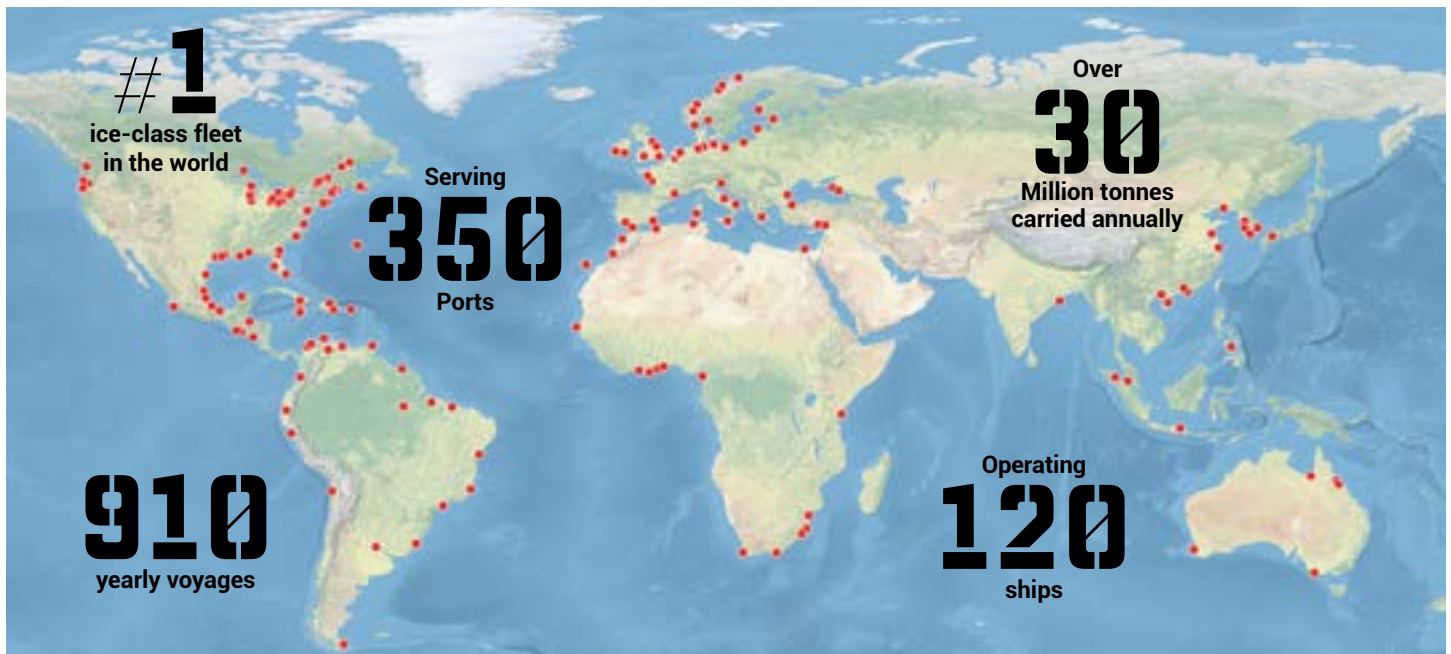 #1
ice-class fleet
in the world
Serving
350
Ports
Over
30
Million tonnes
carried annually
910
yearly voyages
Operating
120
ships